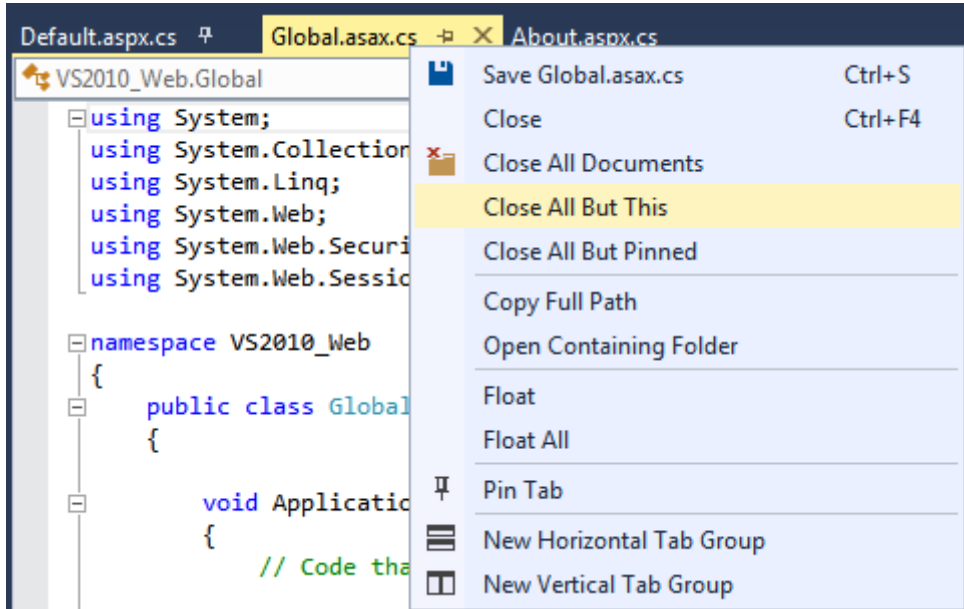 Default.aspx.cs Global.asax.cs About.aspx.cs
VS2010_Web.Global
using System;
using System.Collection
using System.Linq;
using System.Web;
using System.Web.Securi
using System.Web.Sessic
namespace VS2010_Web
{
public class Global
{
void Applicatic
{
// Code tha
Save Global.asax.cs Ctrl+S
Close Ctrl+F4
Close All Documents
Close All But This
Close All But Pinned
Copy Full Path
Open Containing Folder
Float
Float All
Pin Tab
New Horizontal Tab Group
New Vertical Tab Group